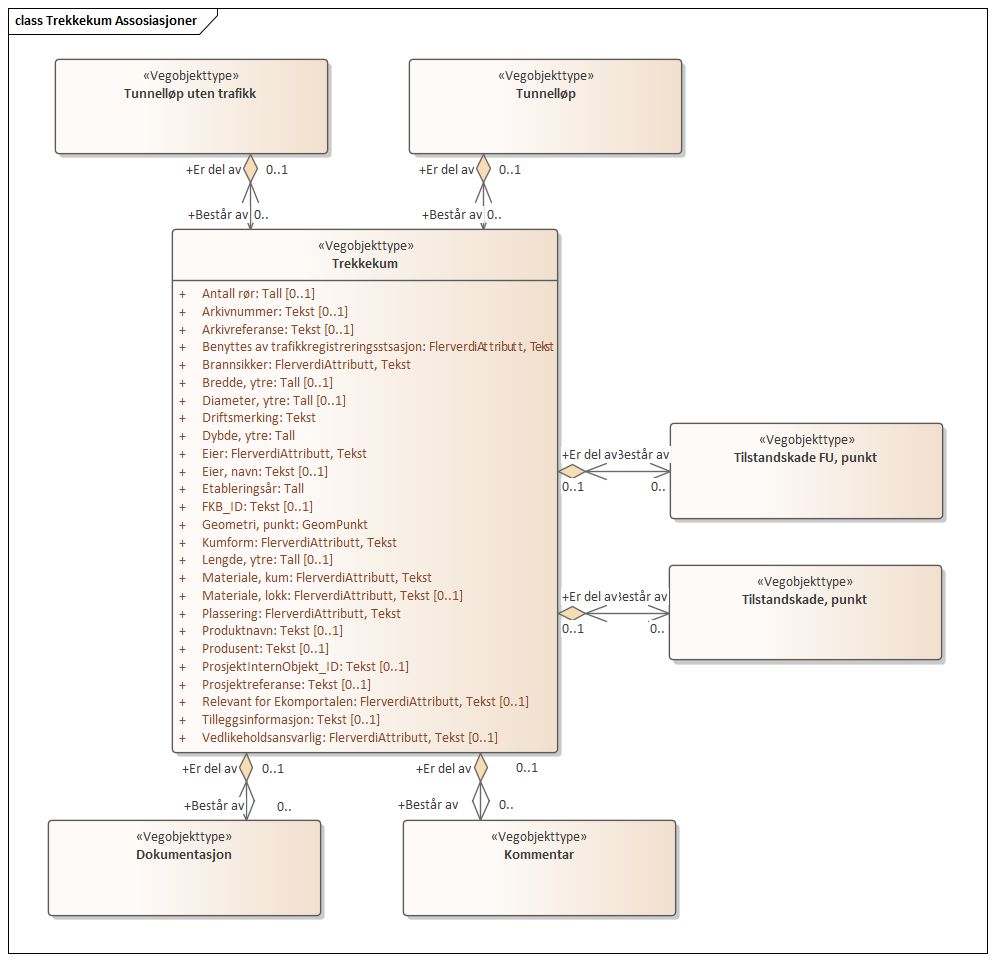 class Trekkekum Assosiasjoner
«Vegobjekttype»
Tunnelløp uten trafikk
«Vegobjekttype»
Tunnelløp
+Er del av 0..1
+Er del av 0..1
+Består av 0..
+Består av 0..
«Vegobjekttype»
Trekkekum
+ Antall rør: Tall [0..1]
+ Arkivnummer: Tekst [0..1]
+ Arkivreferanse: Tekst [0..1]
+ Benyttes av trafikkregistreringsstsasjon: FlerverdiAttributt, Tekst
+ Brannsikker: FlerverdiAttributt, Tekst
+ Bredde, ytre: Tall [0..1]
+ Diameter, ytre: Tall [0..1]
+ Driftsmerking: Tekst
+ Dybde, ytre: Tall
+ Eier: FlerverdiAttributt, Tekst
+ Eier, navn: Tekst [0..1]
+ Etableringsår: Tall
+ FKB_ID: Tekst [0..1]
+ Geometri, punkt: GeomPunkt
+ Kumform: FlerverdiAttributt, Tekst
+ Lengde, ytre: Tall [0..1]
+ Materiale, kum: FlerverdiAttributt, Tekst
+ Materiale, lokk: FlerverdiAttributt, Tekst [0..1]
+ Plassering: FlerverdiAttributt, Tekst
+ Produktnavn: Tekst [0..1]
+ Produsent: Tekst [0..1]
+ ProsjektInternObjekt_ID: Tekst [0..1]
+ Prosjektreferanse: Tekst [0..1]
+ Relevant for Ekomportalen: FlerverdiAttributt, Tekst [0..1]
+ Tilleggsinformasjon: Tekst [0..1]
+ Vedlikeholdsansvarlig: FlerverdiAttributt, Tekst [0..1]
+Er del av Består av
0..1 0..
«Vegobjekttype»
Tilstandskade FU, punkt
+Er del av Består av
0..1 0..
«Vegobjekttype»
Tilstandskade, punkt
+Er del av 0..1
+Er del av 0..1
+Består av 0..
+Består av 0..
«Vegobjekttype»
Dokumentasjon
«Vegobjekttype»
Kommentar